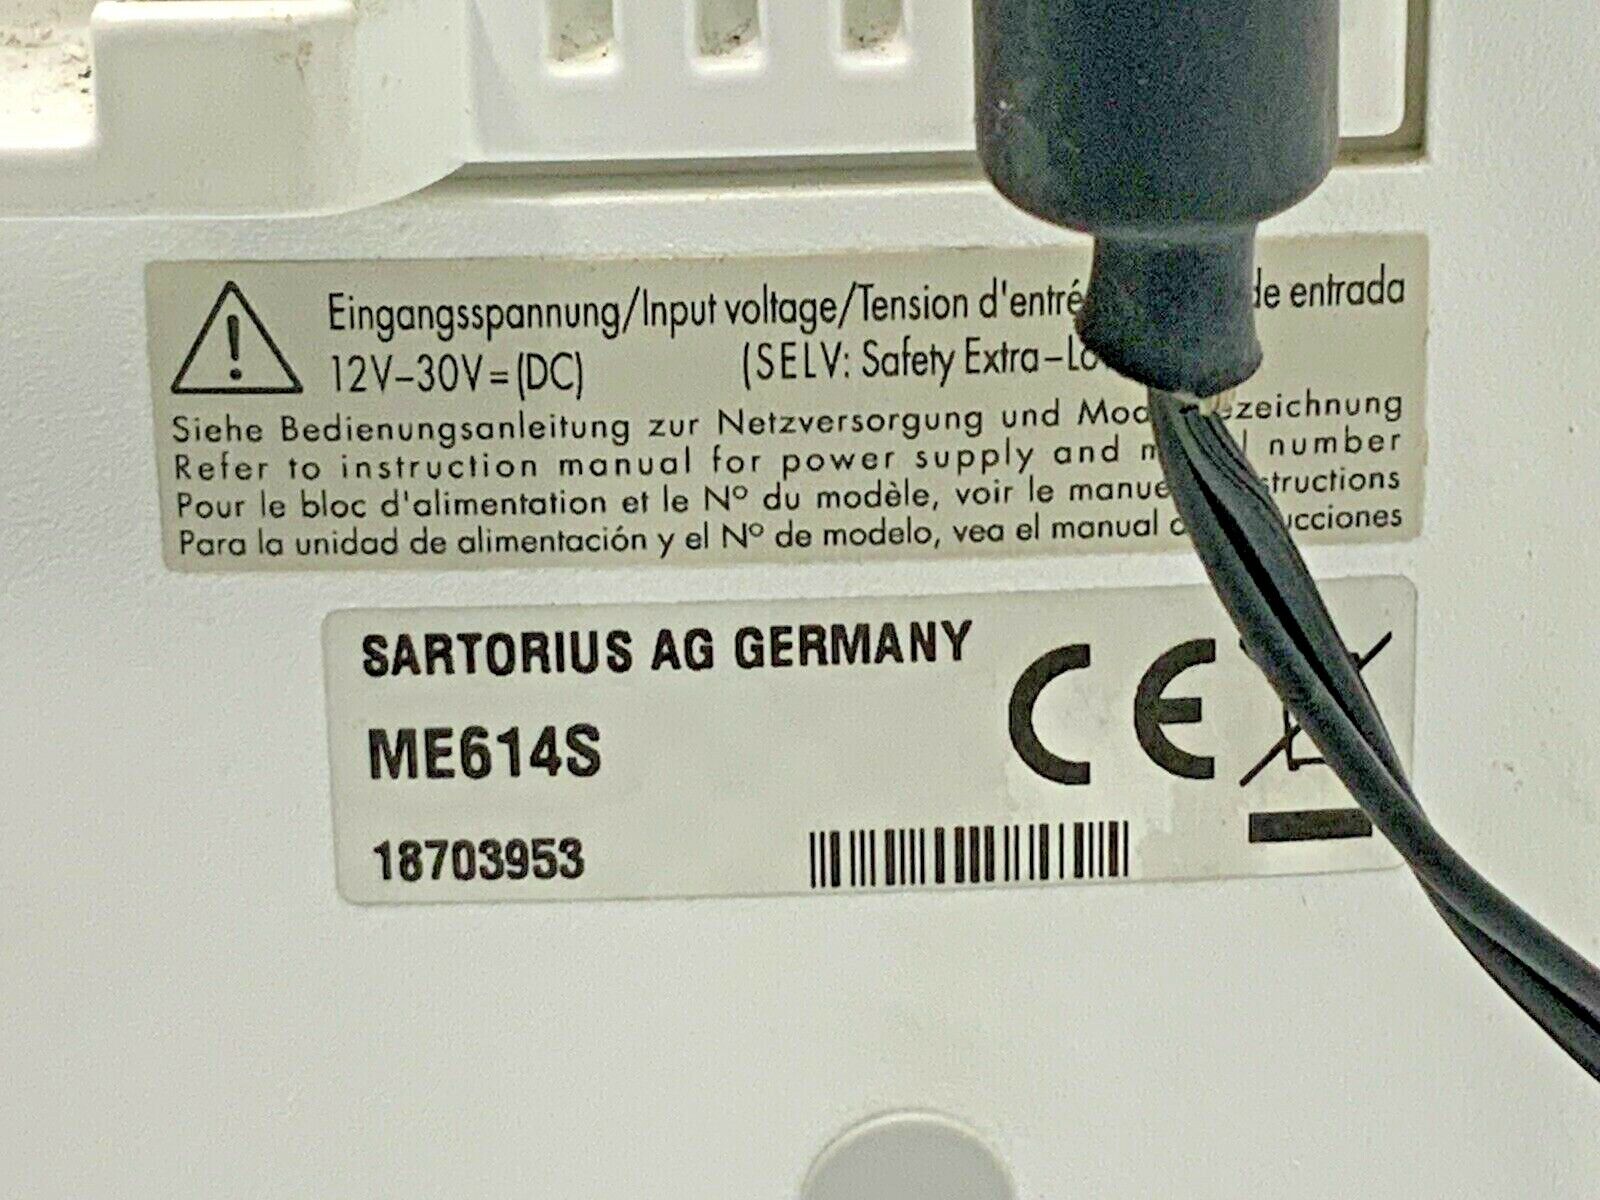 Eingangsspannung/Input voltage/Tension d'entré de entrada
12V–30V=(DC) (SELV: Safety Extra–Lo
Siehe Bedienungsanleitung zur Netzversorgung und Mod ezeichnung
Refer to instruction manual for power supply and m l number
Pour le bloc d'alimentation et le Nº du modèle, voir le manue structions
Para la unidad de alimentación y el Nº de modelo, vea el manual d ucciones
SARTORIUS AG GERMANY
CE
ME614S
18703953